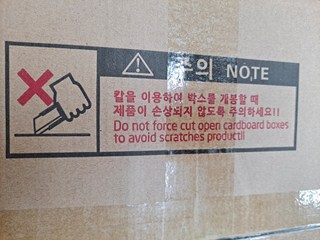 주의 NOTE
칼을 이용하여 박스를 개봉할 때
제품이 손상되지 않도록 주의하세요!!
Do not force cut open cardboard boxes
to avoid scratches product!!